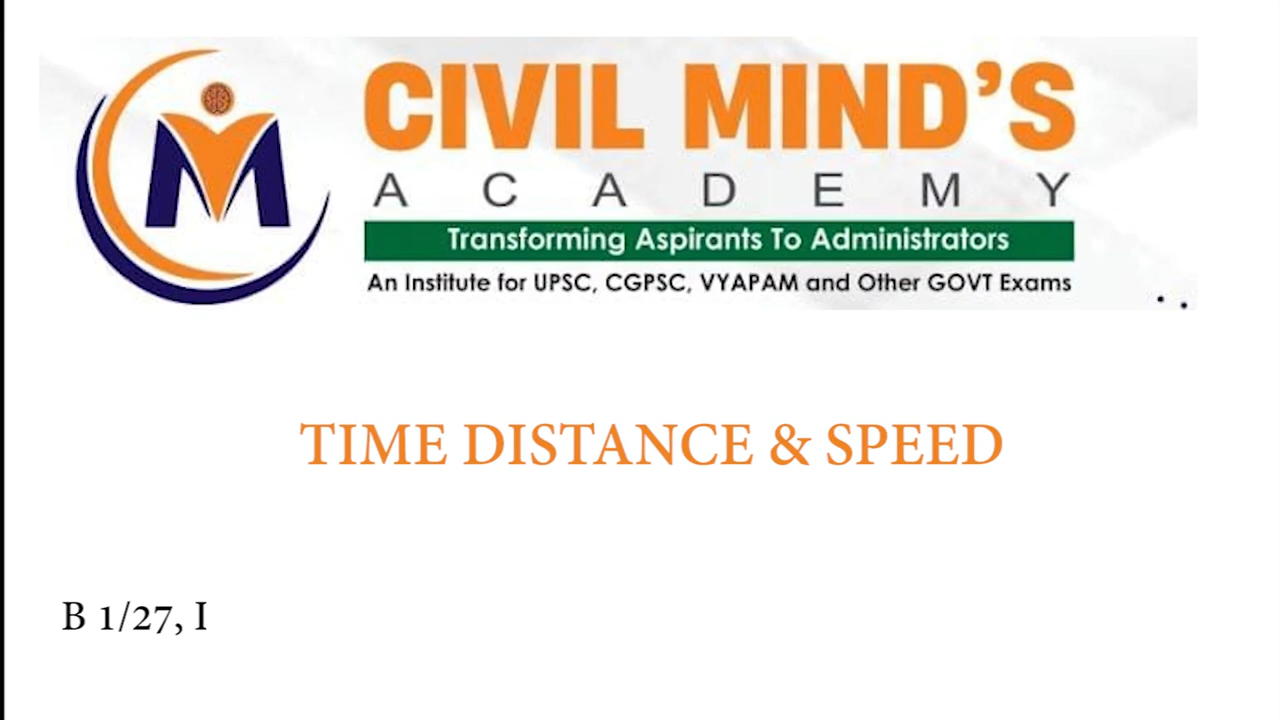 CIVIL MIND'S
ACADEMY
Transforming Aspirants To Administrators
An Institute for UPSC, CGPSC, VYAPAM and Other GOVT Exams
TIME DISTANCE & SPEED
B 1/27, I